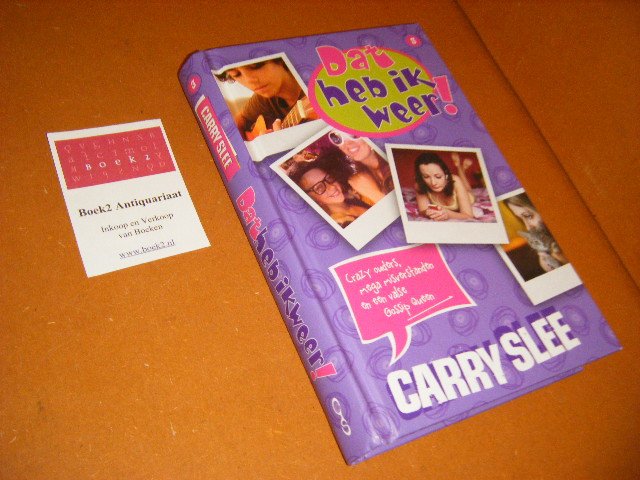 BOEK2
Boek2 Antiquariaat
Inkoop en Verkoop
van Boeken
www.boek2.nl
CARRY SLEE
Dat heb ik weer!
Dat
heb ik
weer!
Crazy ouders,
mega misverstanden
en een valse
Gossip Queen
CARRY SLEE